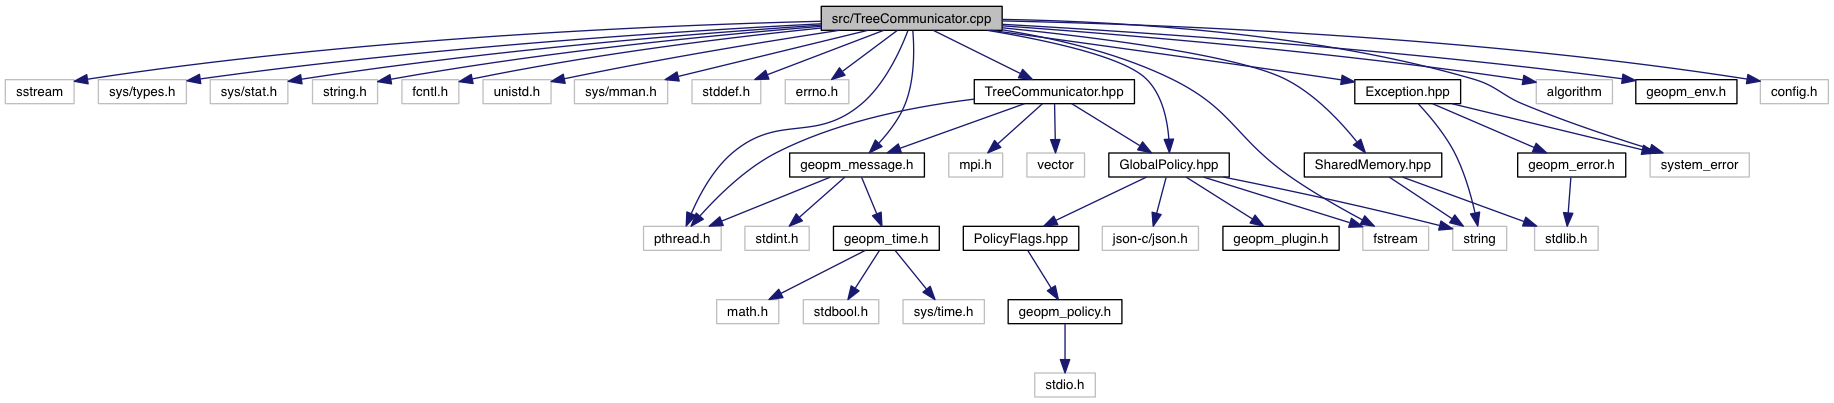 src/TreeCommunicator.cpp
sstream
sys/types.h
sys/stat.h
string.h
fcntl.h
unistd.h
sys/mman.h
stddef.h
errno.h
TreeCommunicator.hpp
Exception.hpp
algorithm
geopm_env.h
config.h
geopm_message.h
mpi.h
vector
GlobalPolicy.hpp
SharedMemory.hpp
geopm_error.h
system_error
pthread.h
stdint.h
geopm_time.h
PolicyFlags.hpp
json-c/json.h
geopm_plugin.h
fstream
string
stdlib.h
math.h
stdbool.h
sys/time.h
geopm_policy.h
stdio.h